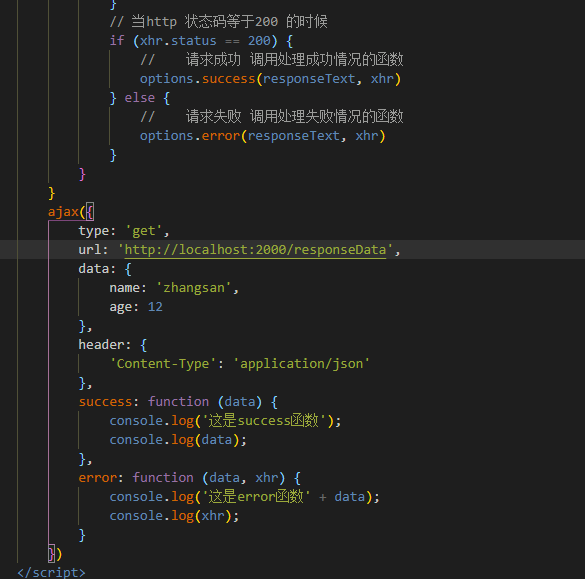 }
// 当http 状态码等于200 的时候
if (xhr.status == 200) {
//    请求成功 调用处理成功情况的函数
options.success(responseText, xhr)
} else {
//    请求失败 调用处理失败情况的函数
options.error(responseText, xhr)
}
}
}
ajax({
type: 'get',
url: 'http://localhost:2000/responseData',
data: {
name: 'zhangsan',
age: 12
},
header: {
'Content-Type': 'application/json'
},
success: function (data) {
console.log('这是success函数');
console.log(data);
},
error: function (data, xhr) {
console.log('这是error函数' + data);
console.log(xhr);
}
})
</script>